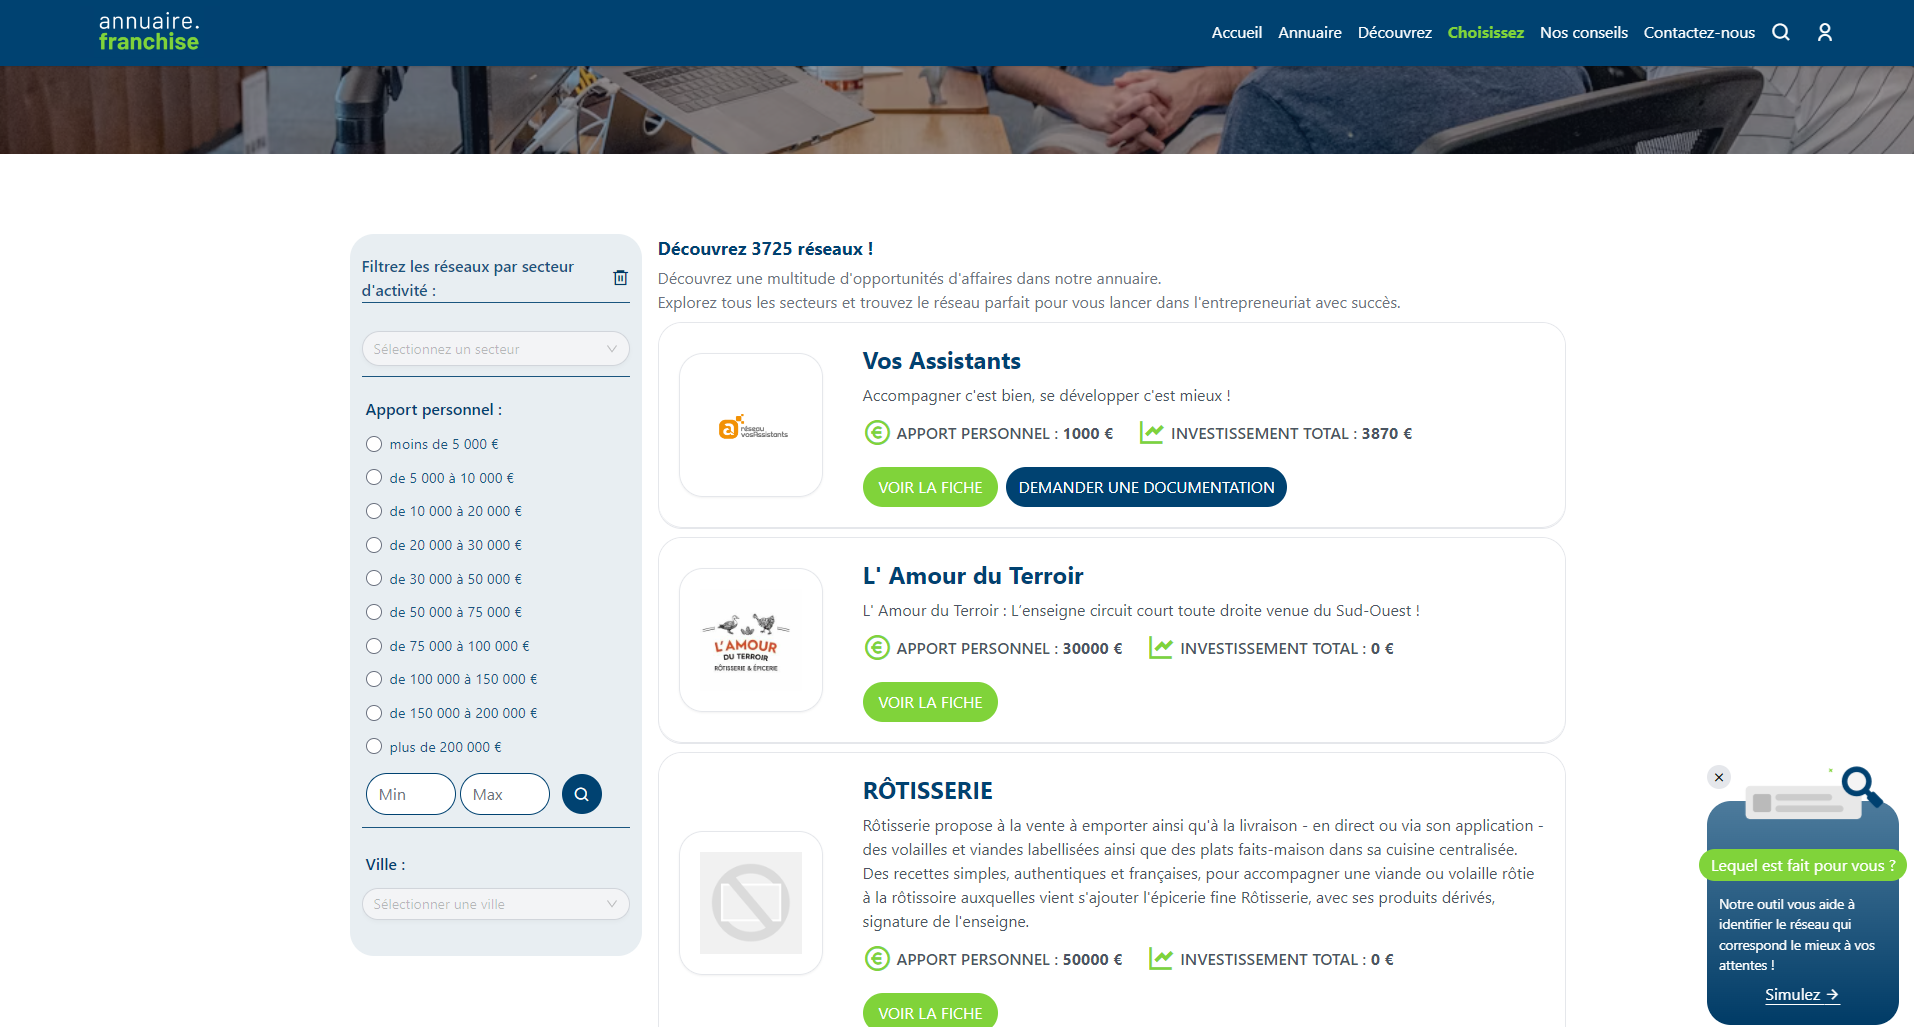 annuaire.
franchise
Accueil
Annuaire
Découvrez
Choisissez
Nos conseils
Contactez-nous
Filtrez les réseaux par secteur
d'activité :
Sélectionnez un secteur
Apport personnel :
moins de 5 000 €
de 5 000 à 10 000 €
de 10 000 à 20 000 €
de 20 000 à 30 000 €
de 30 000 à 50 000 €
de 50 000 à 75 000 €
de 75 000 à 100 000 €
de 100 000 à 150 000 €
de 150 000 à 200 000 €
plus de 200 000 €
Min
Max
Ville :
Sélectionner une ville
Découvrez 3725 réseaux !
Découvrez une multitude d'opportunités d'affaires dans notre annuaire.
Explorez tous les secteurs et trouvez le réseau parfait pour vous lancer dans l'entrepreneuriat avec succès.
réseau
vosAssistants
Vos Assistants
Accompagner c'est bien, se développer c'est mieux !
APPORT PERSONNEL : 1000 €
INVESTISSEMENT TOTAL : 3870 €
VOIR LA FICHE
DEMANDER UNE DOCUMENTATION
L'AMOUR
DU TERROIR
RÔTISSERIE & ÉPICERIE
L' Amour du Terroir
L' Amour du Terroir : L’enseigne circuit court toute droite venue du Sud-Ouest !
APPORT PERSONNEL : 30000 €
INVESTISSEMENT TOTAL : 0 €
VOIR LA FICHE
RÔTISSERIE
Rôtisserie propose à la vente à emporter ainsi qu'à la livraison - en direct ou via son application -
des volailles et viandes labellisées ainsi que des plats faits-maison dans sa cuisine centralisée.
Des recettes simples, authentiques et françaises, pour accompagner une viande ou volaille rôtie
à la rôtissoire auxquelles vient s'ajouter l'épicerie fine Rôtisserie, avec ses produits dérivés,
signature de l'enseigne.
APPORT PERSONNEL : 50000 €
INVESTISSEMENT TOTAL : 0 €
VOIR LA FICHE
Lequel est fait pour vous ?
Notre outil vous aide à
identifier le réseau qui
correspond le mieux à vos
attentes !
Simulez →